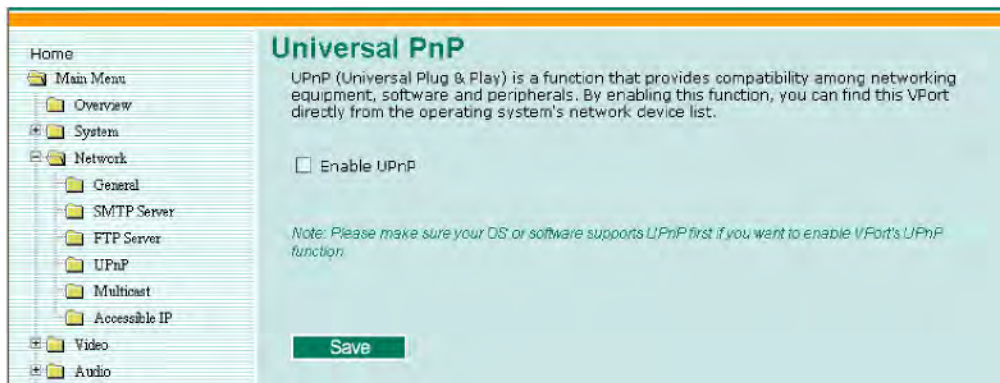 Home
Main Menu
Overview
System
Network
General
SMTP Server
FTP Server
UPnP
Multicast
Accessible IP
Video
Audio
Universal PnP
UPnP (Universal Plug & Play) is a function that provides compatibility among networking
equipment, software and peripherals. By enabling this function, you can find this VPort
directly from the operating system's network device list.
Enable UPnP
Note: Please make sure your OS or software supports UPnP first if you want to enable VPort's UPnP
function
Save